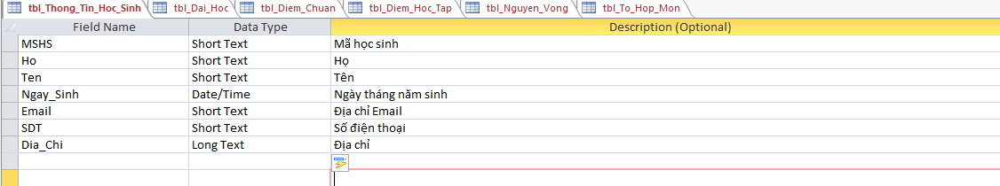 tbl_Thong_Tin_Hoc_Sinh tbl_Dai_Hoc tbl_Diem_Chuan tbl_Diem_Hoc_Tap tbl_Nguyen_Vong tbl_To_Hop_Mon
Field Name Data Type Description (Optional)
MSHS Short Text Mã học sinh
Ho Short Text Họ
Ten Short Text Tên
Ngay_Sinh Date/Time Ngày tháng năm sinh
Email Short Text Địa chỉ Email
SDT Short Text Số điện thoại
Dia_Chi Long Text Địa chỉ